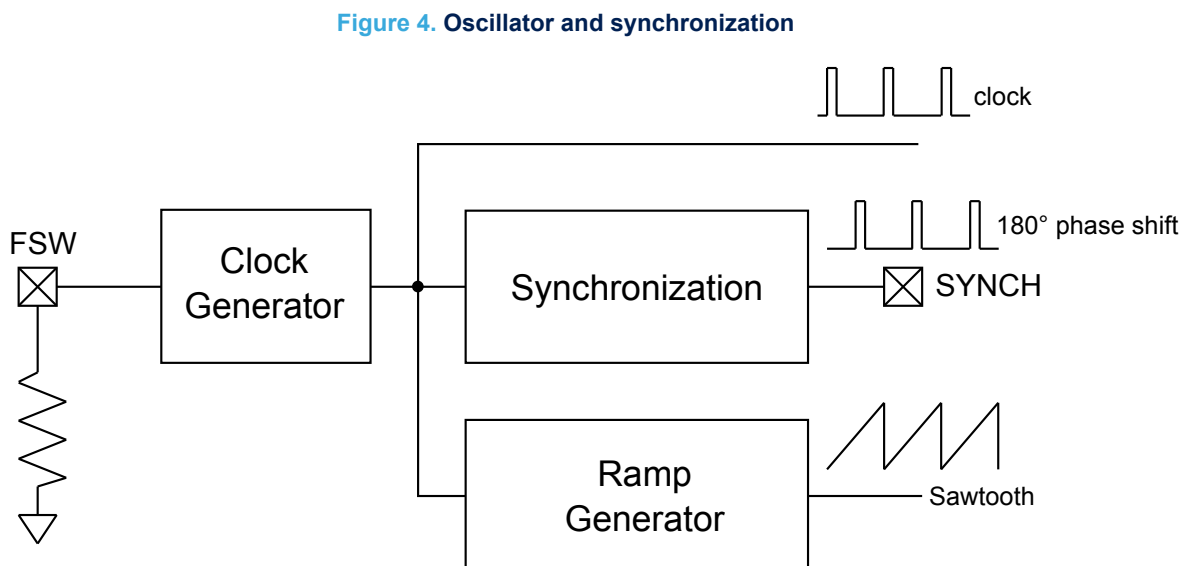 Figure 4. Oscillator and synchronization
clock
180° phase shift
FSW
Clock
Generator
Synchronization
SYNCH
Ramp
Generator
Sawtooth